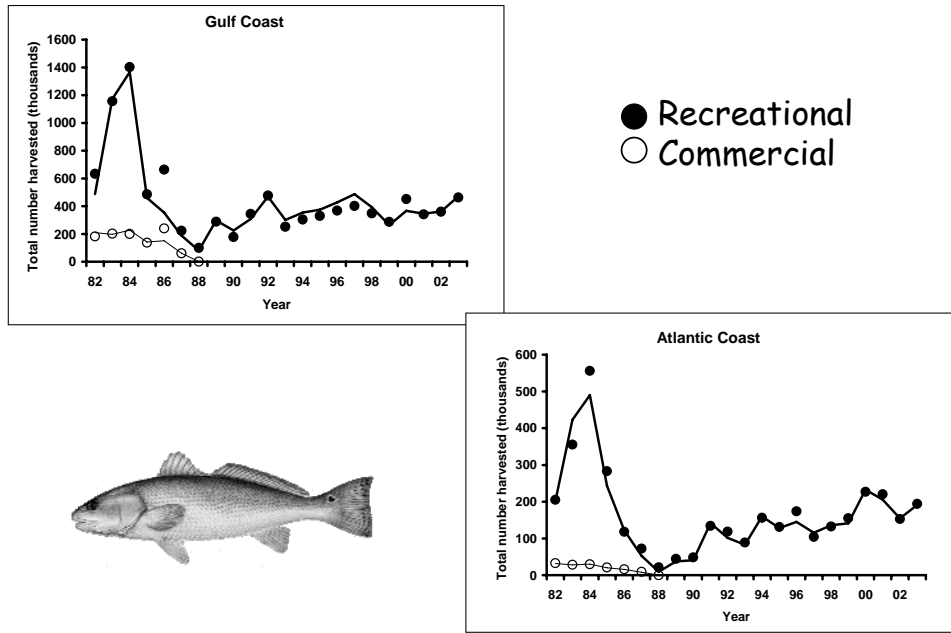 Gulf Coast
1600
1400
1200
1000
800
600
400
200
0
Total number harvested (thousands)
82 84 86 88 90 92 94 96 98 00 02
Year
Recreational
Commercial
Atlantic Coast
600
500
400
300
200
100
0
Total number harvested (thousands)
82 84 86 88 90 92 94 96 98 00 02
Year